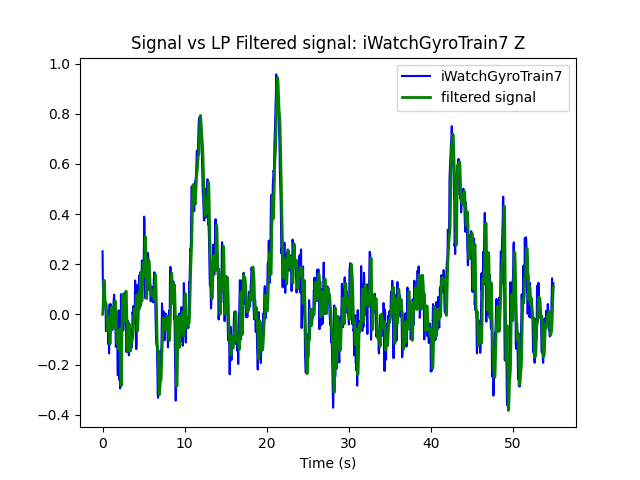 Signal vs LP Filtered signal: iWatchGyroTrain7 Z
iWatchGyroTrain7
filtered signal
1.0
0.8
0.6
0.4
0.2
0.0
−0.2
−0.4
0 10 20 30 40 50
Time (s)